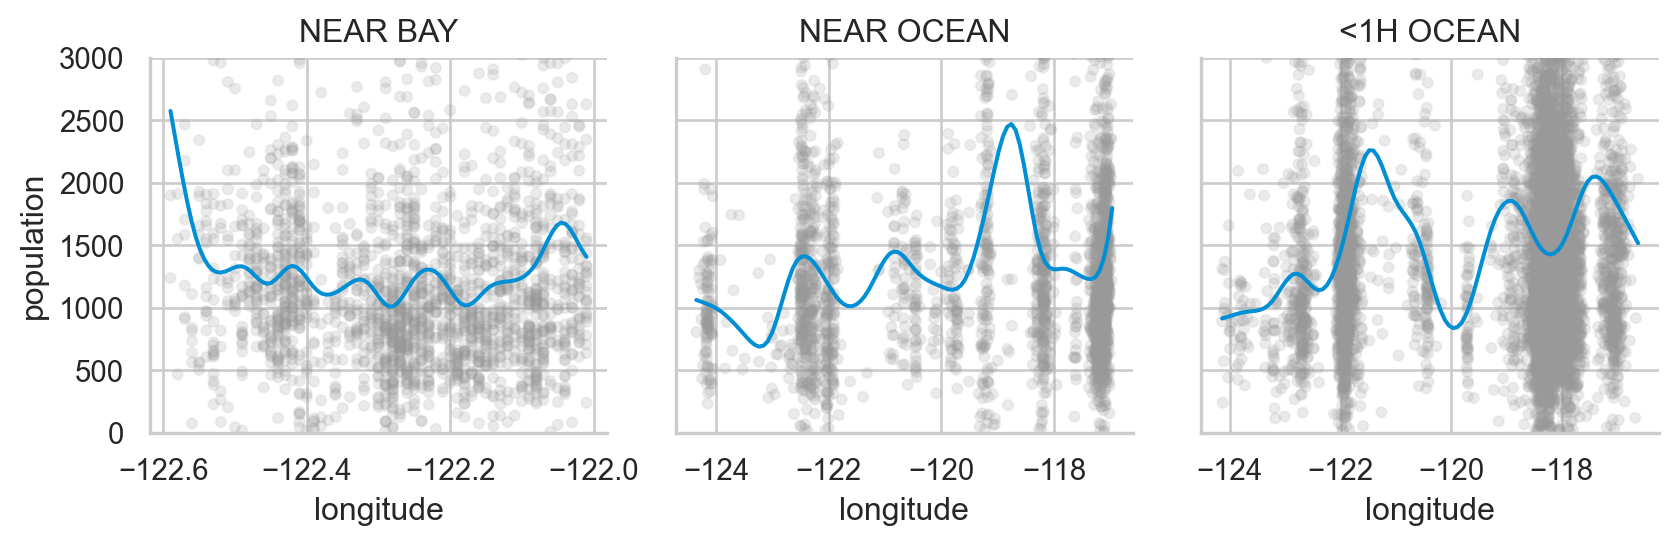 NEAR BAY
NEAR OCEAN
<1H OCEAN
population
3000
2500
2000
1500
1000
500
0
−122.6
−122.4
−122.2
−122.0
−124
−122
−120
−118
−124
−122
−120
−118
longitude
longitude
longitude